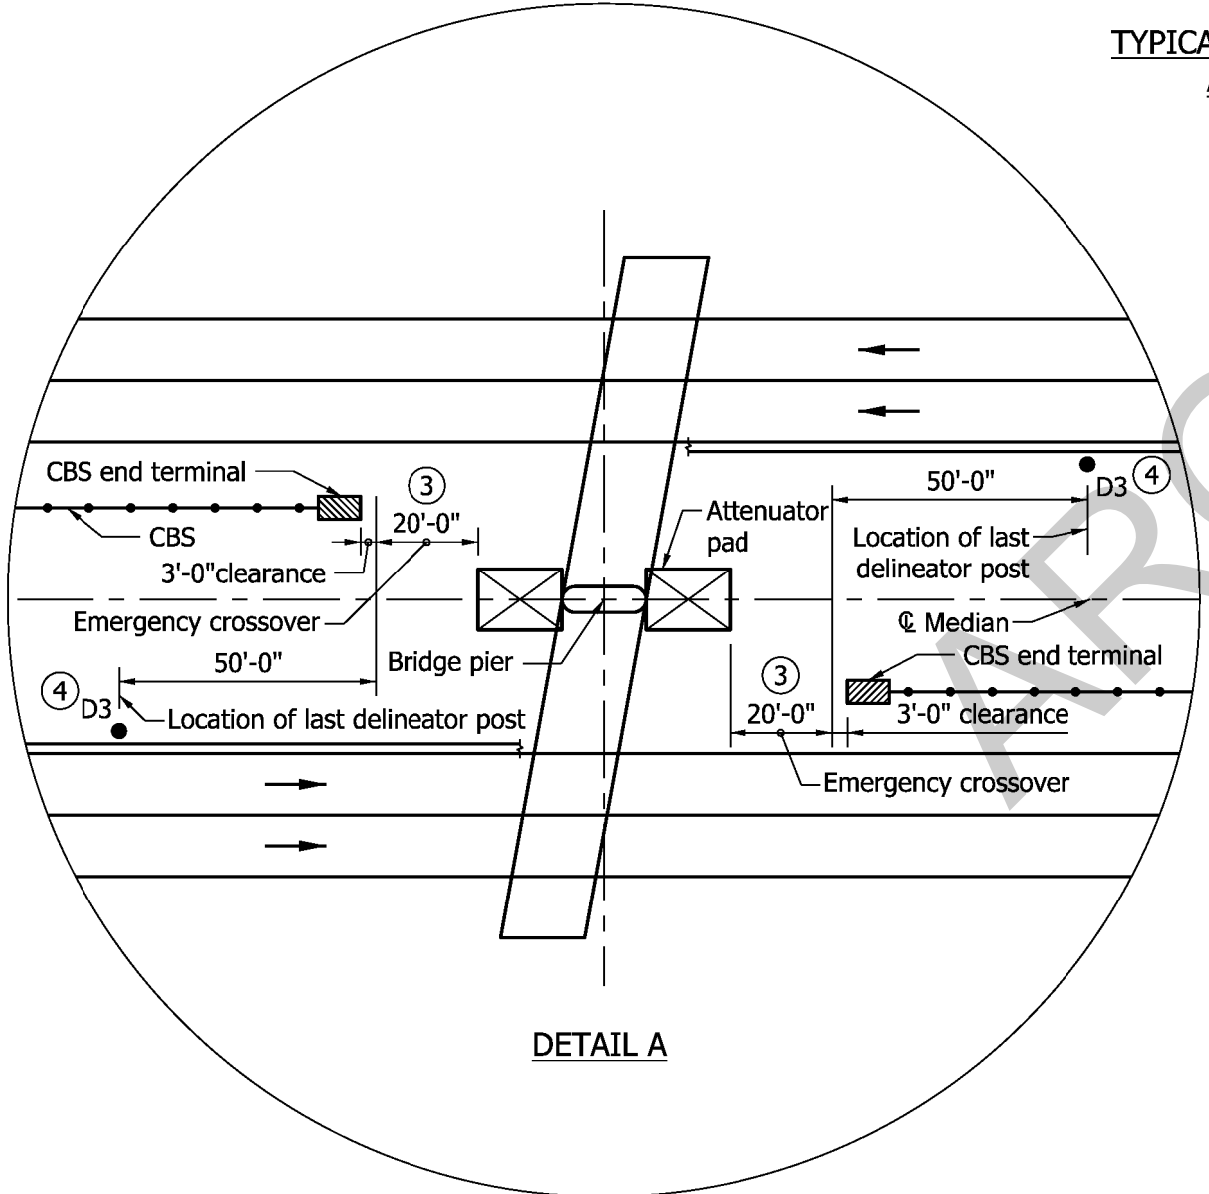 TYPICA
CBS end terminal
3
20'-0"
CBS
3'-0"clearance
Emergency crossover
50'-0"
4
D3
Location of last delineator post
Bridge pier
Attenuator
pad
50'-0"
D3
4
Location of last
delineator post
℄ Median
CBS end terminal
3
20'-0"
3'-0" clearance
Emergency crossover
DETAIL A
ARC